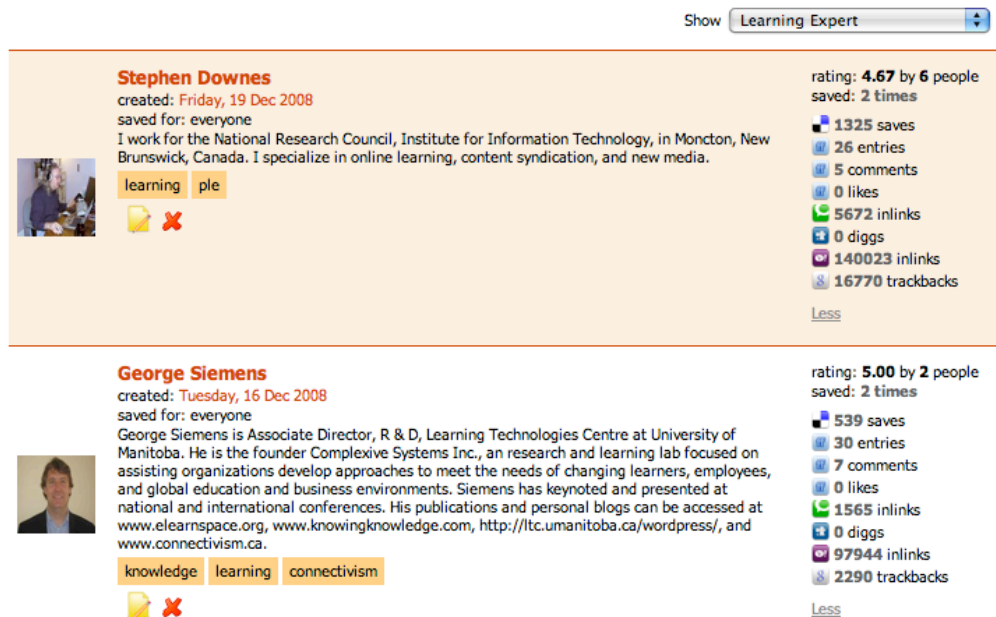 Show Learning Expert
Stephen Downes
created: Friday, 19 Dec 2008
saved for: everyone
I work for the National Research Council, Institute for Information Technology, in Moncton, New
Brunswick, Canada. I specialize in online learning, content syndication, and new media.
learning ple
rating: 4.67 by 6 people
saved: 2 times
1325 saves
26 entries
5 comments
0 likes
5672 inlinks
0 diggs
140023 inlinks
16770 trackbacks
Less
George Siemens
created: Tuesday, 16 Dec 2008
saved for: everyone
George Siemens is Associate Director, R & D, Learning Technologies Centre at University of
Manitoba. He is the founder Complexive Systems Inc., an research and learning lab focused on
assisting organizations develop approaches to meet the needs of changing learners, employees,
and global education and business environments. Siemens has keynoted and presented at
national and international conferences. His publications and personal blogs can be accessed at
www.elearnspace.org, www.knowingknowledge.com, http://ltc.umanitoba.ca/wordpress/, and
www.connectivism.ca.
knowledge learning connectivism
rating: 5.00 by 2 people
saved: 2 times
539 saves
30 entries
7 comments
0 likes
1565 inlinks
0 diggs
97944 inlinks
2290 trackbacks
Less